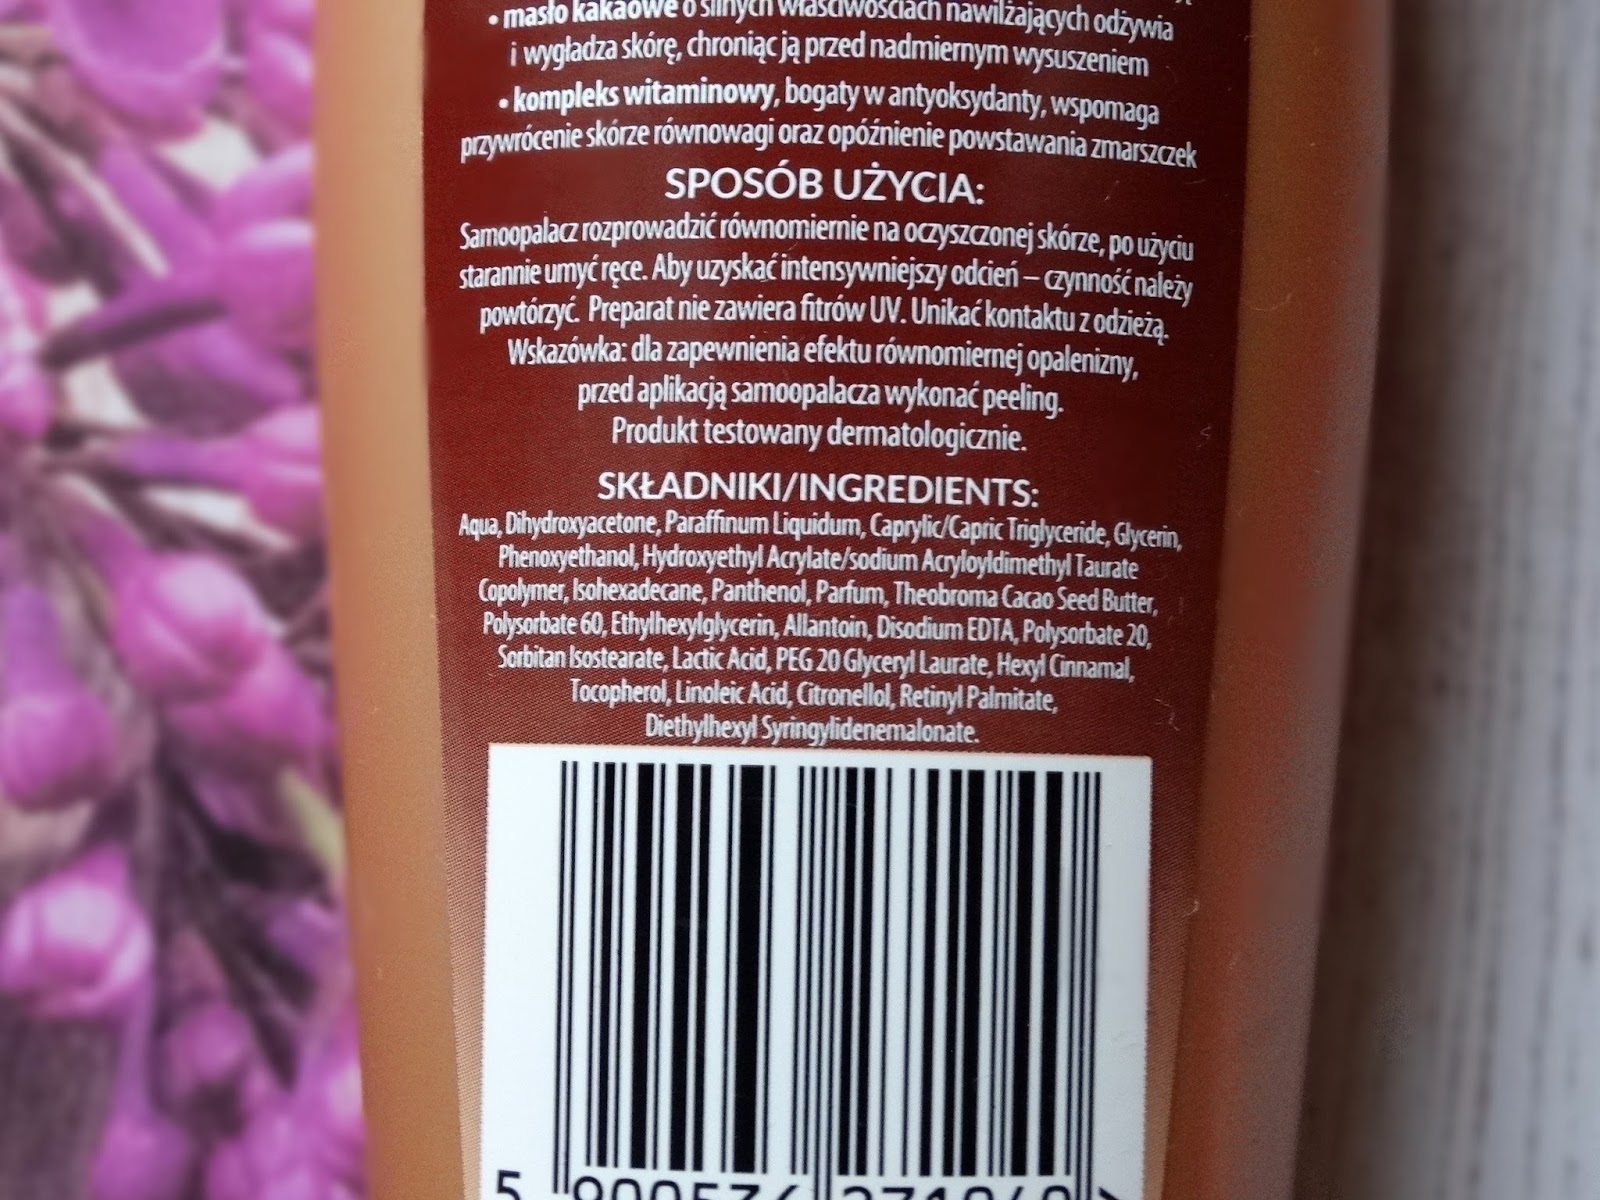 • masło kakaowe o silnych właściwościach nawilżających odżywia
i wygładza skórę, chroniąc ją przed nadmiernym wysuszeniem
• kompleks witaminowy, bogaty w antyoksydanty, wspomaga
przywrócenie skórze równowagi oraz opóźnienie powstawania zmarszczek
SPOSÓB UŻYCIA:
Samoopalacz rozprowadzić równomiernie na oczyszczonej skórze, po użyciu
starannie umyć ręce. Aby uzyskać intensywniejszy odcień – czynność należy
powtórzyć. Preparat nie zawiera fitrów UV. Unikać kontaktu z odzieżą.
Wskazówka: dla zapewnienia efektu równomiernej opalenizny,
przed aplikacją samoopalacza wykonać peeling.
Produkt testowany dermatologicznie.
SKŁADNIKI/INGREDIENTS:
Aqua, Dihydroxyacetone, Paraffinum Liquidum, Caprylic/Capric Triglyceride, Glycerin,
Phenoxyethanol, Hydroxyethyl Acrylate/sodium Acryloyldimethyl Taurate
Copolymer, Isohexadecane, Panthenol, Parfum, Theobroma Cacao Seed Butter,
Polysorbate 60, Ethylhexylglycerin, Allantoin, Disodium EDTA, Polysorbate 20,
Sorbitan Isostearate, Lactic Acid, PEG 20 Glyceryl Laurate, Hexyl Cinnamal,
Tocopherol, Linoleic Acid, Citronellol, Retinyl Palmitate,
Diethylhexyl Syringylidenemalonate.
5